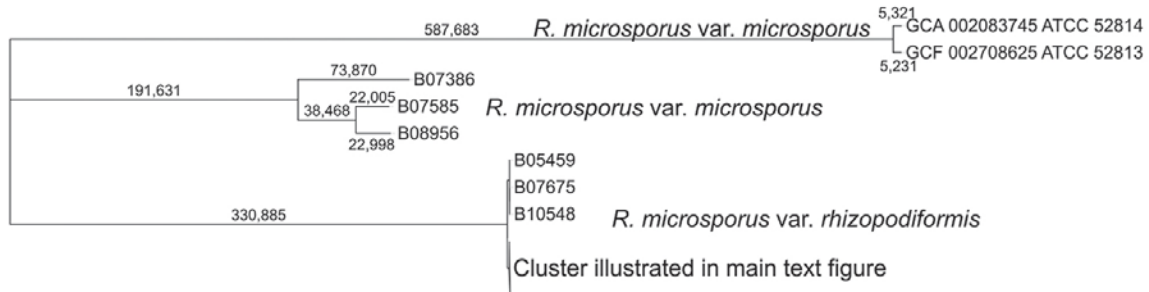 5,321
587,683
R. microsporus var. microsporus
GCA 002083745 ATCC 52814
GCF 002708625 ATCC 52813
5,231
73,870
B07386
191,631
22,005
B07585
38,468
R. microsporus var. microsporus
B08956
22,998
B05459
B07675
330,885
B10548
R. microsporus var. rhizopodiformis
Cluster illustrated in main text figure